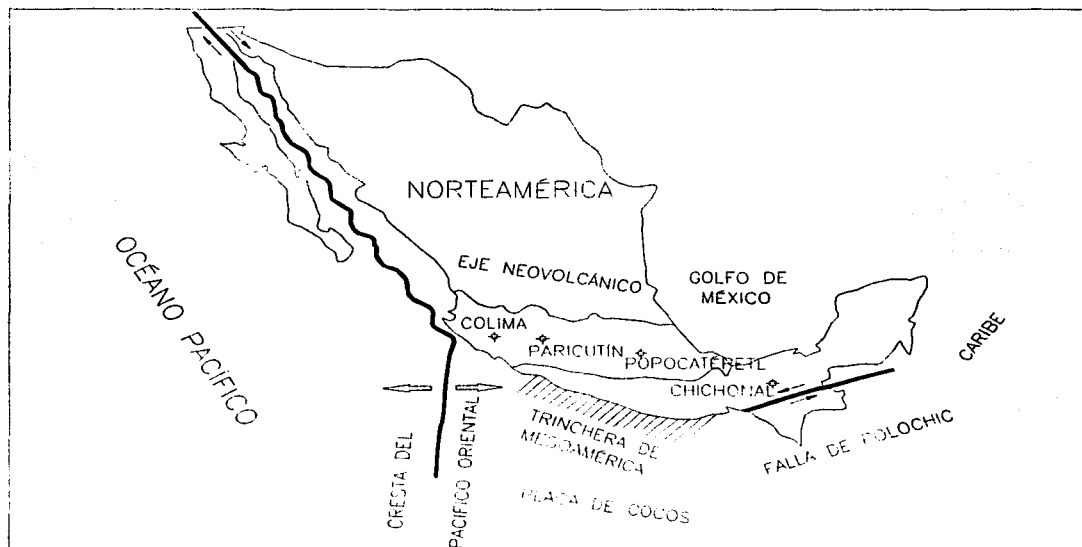 NORTEAMÉRICA
OCÉANO PACÍFICO
EJE NEOVOLCÁNICO
GOLFO DE
MÉXICO
CARIBE
COLIMA
PARICUTÍN
POPOCATÉPETL
CHICHONAL
TRINCHERA DE
MESOAMÉRICA
FALLA DE POLOCHIC
CRESTA DEL
PACIFICO ORIENTAL
PLACA DE COCOS